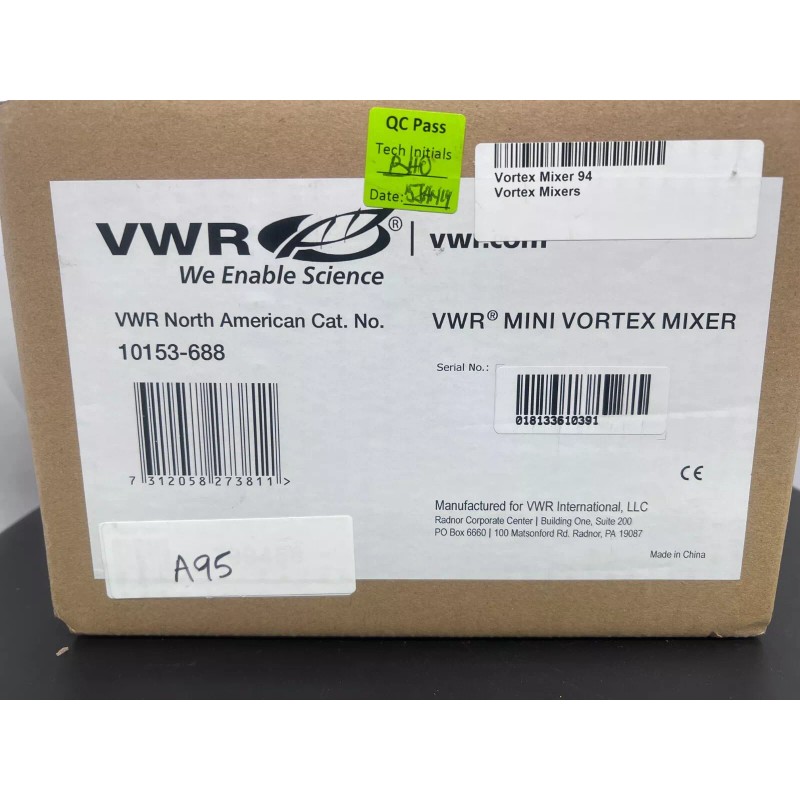 QC Pass
Tech Initials
BHO
Date: 5JAN14
Vortex Mixer 94
Vortex Mixers
VWR® | vwr.com
We Enable Science
VWR North American Cat. No.
10153-688
VWR® MINI VORTEX MIXER
Serial No.:
018133610391
7 312058 273811 >
CE
Manufactured for VWR International, LLC
Radnor Corporate Center | Building One, Suite 200
PO Box 6660 | 100 Matsonford Rd. Radnor, PA 19087
Made in China
A95